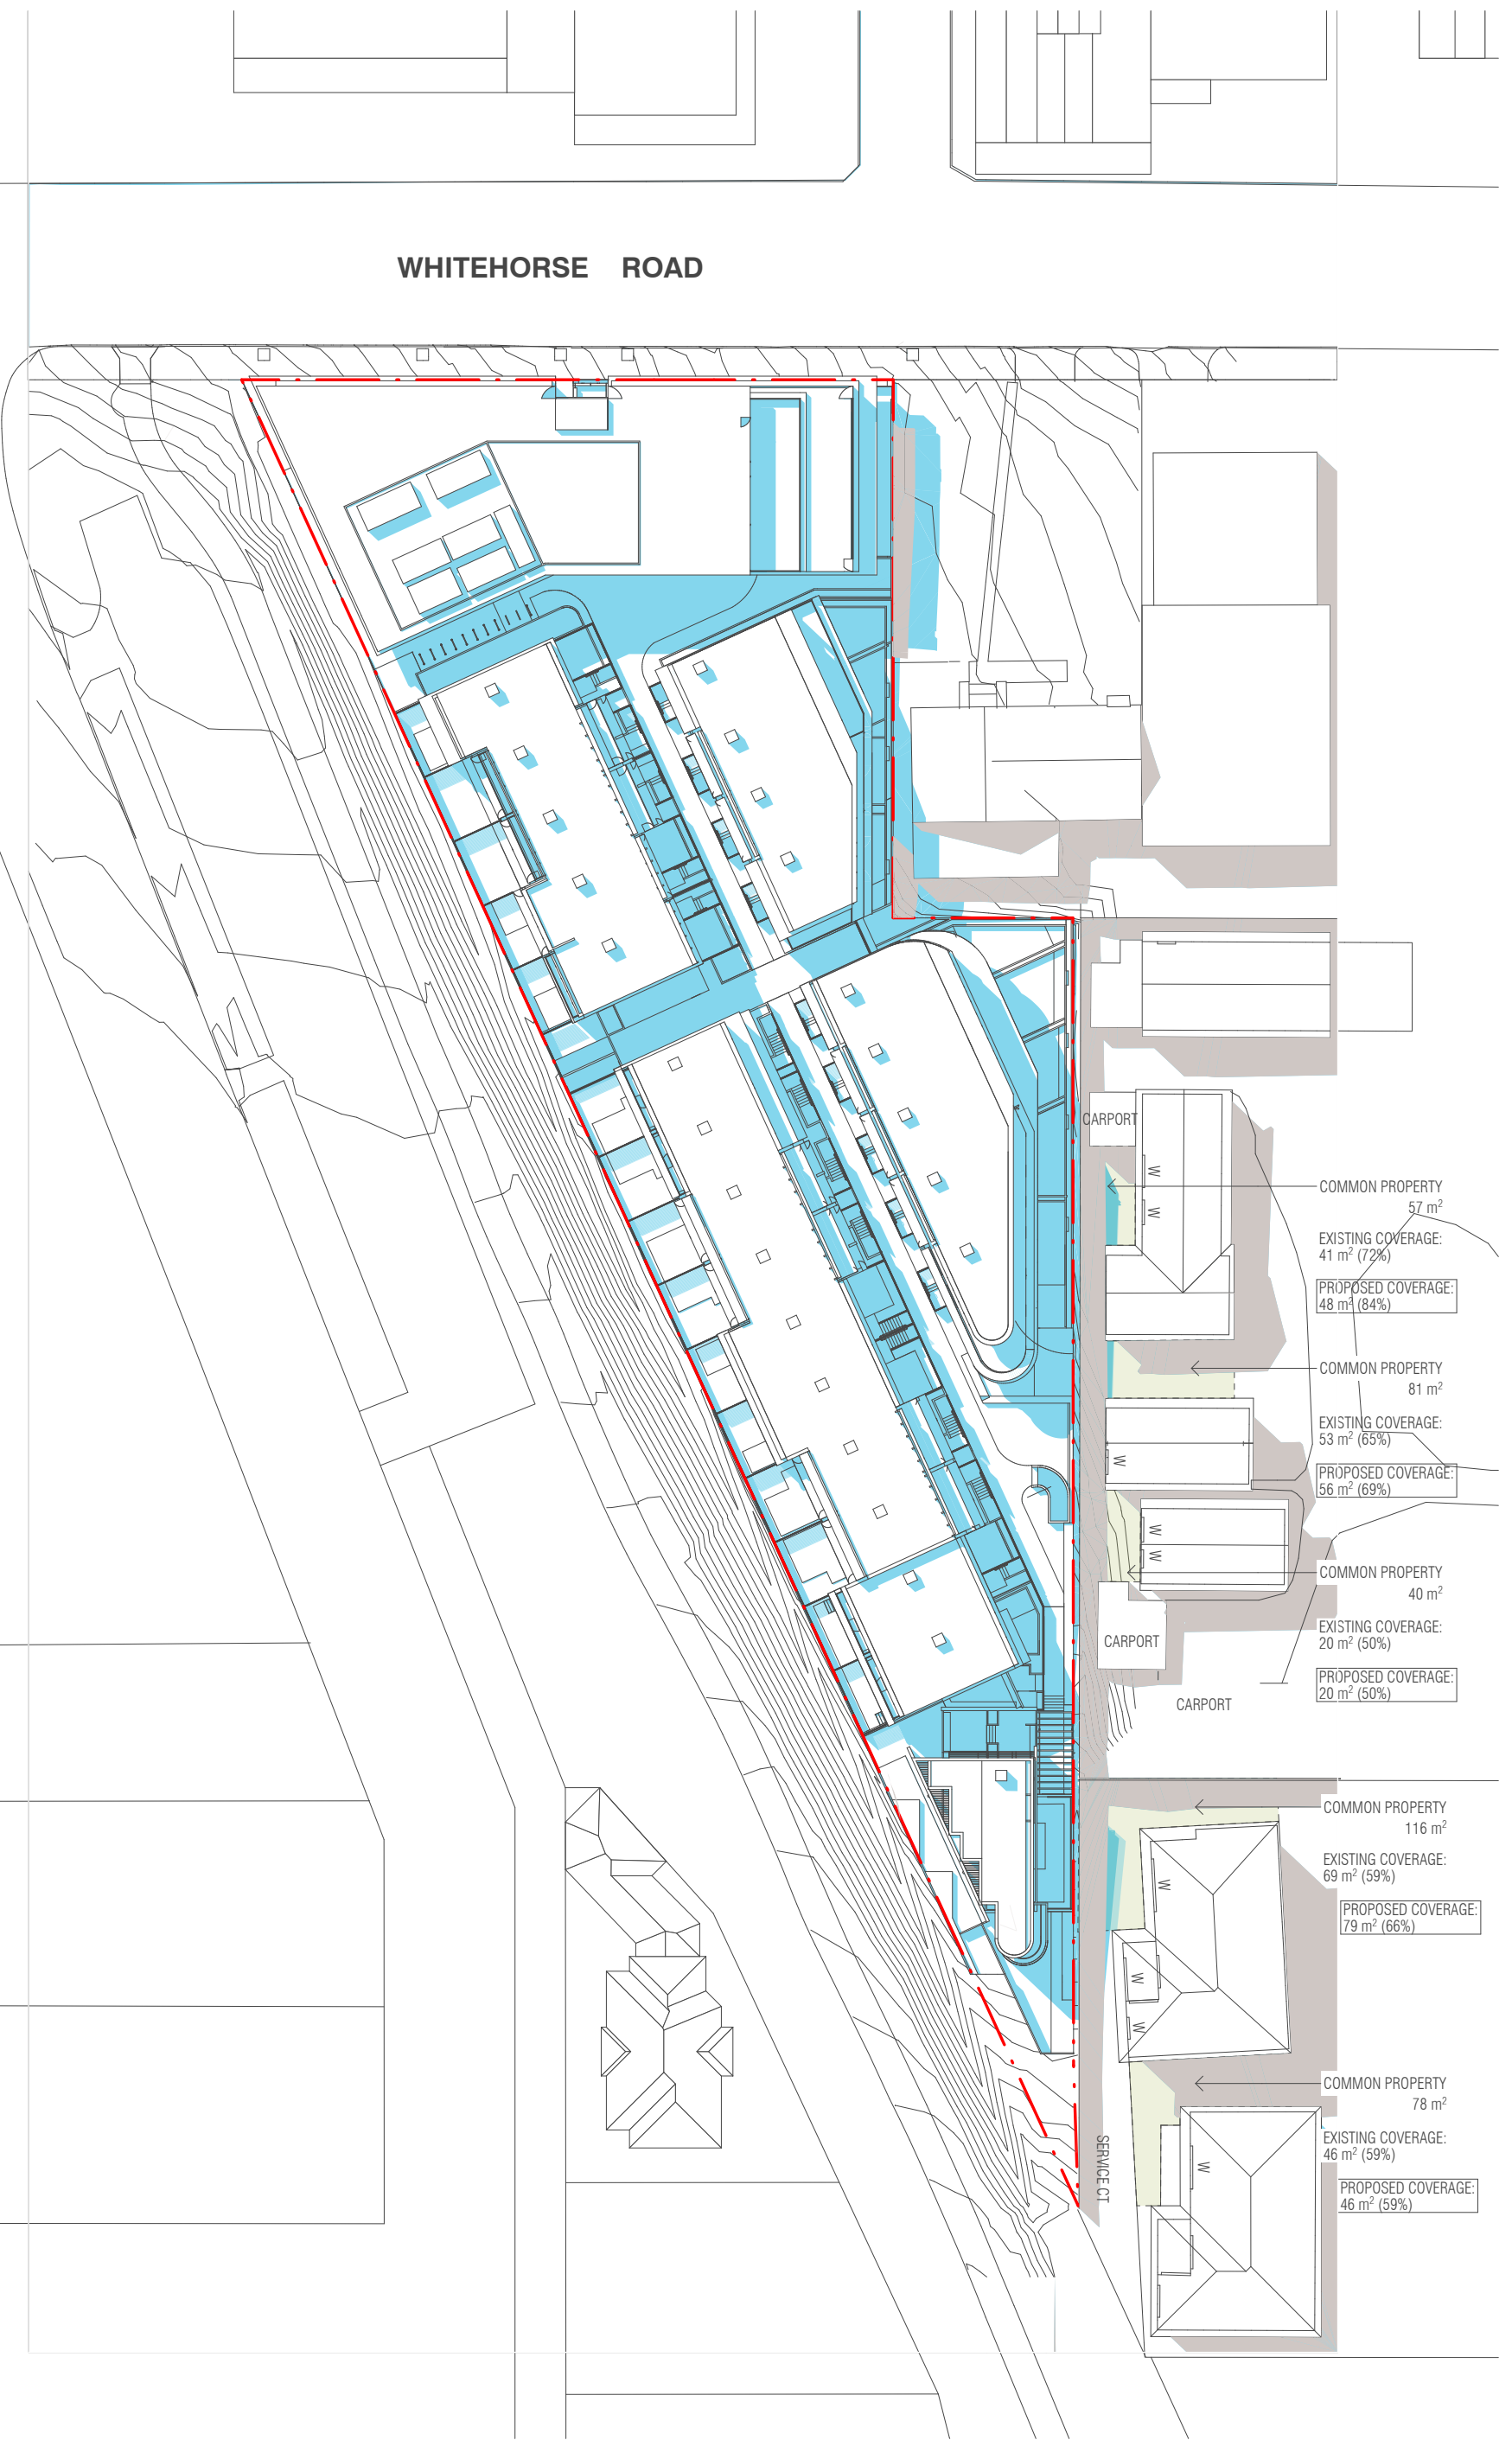 WHITEHORSE ROAD
CARPORT
W
W
COMMON PROPERTY
57 m²
EXISTING COVERAGE:
41 m² (72%)
PROPOSED COVERAGE:
48 m² (84%)
COMMON PROPERTY
81 m²
EXISTING COVERAGE:
53 m² (65%)
W
PROPOSED COVERAGE:
56 m² (69%)
W
W
COMMON PROPERTY
40 m²
EXISTING COVERAGE:
20 m² (50%)
CARPORT
PROPOSED COVERAGE:
20 m² (50%)
CARPORT
COMMON PROPERTY
116 m²
EXISTING COVERAGE:
69 m² (59%)
W
PROPOSED COVERAGE:
79 m² (66%)
W
W
COMMON PROPERTY
78 m²
EXISTING COVERAGE:
46 m² (59%)
SERVICE CT
W
PROPOSED COVERAGE:
46 m² (59%)